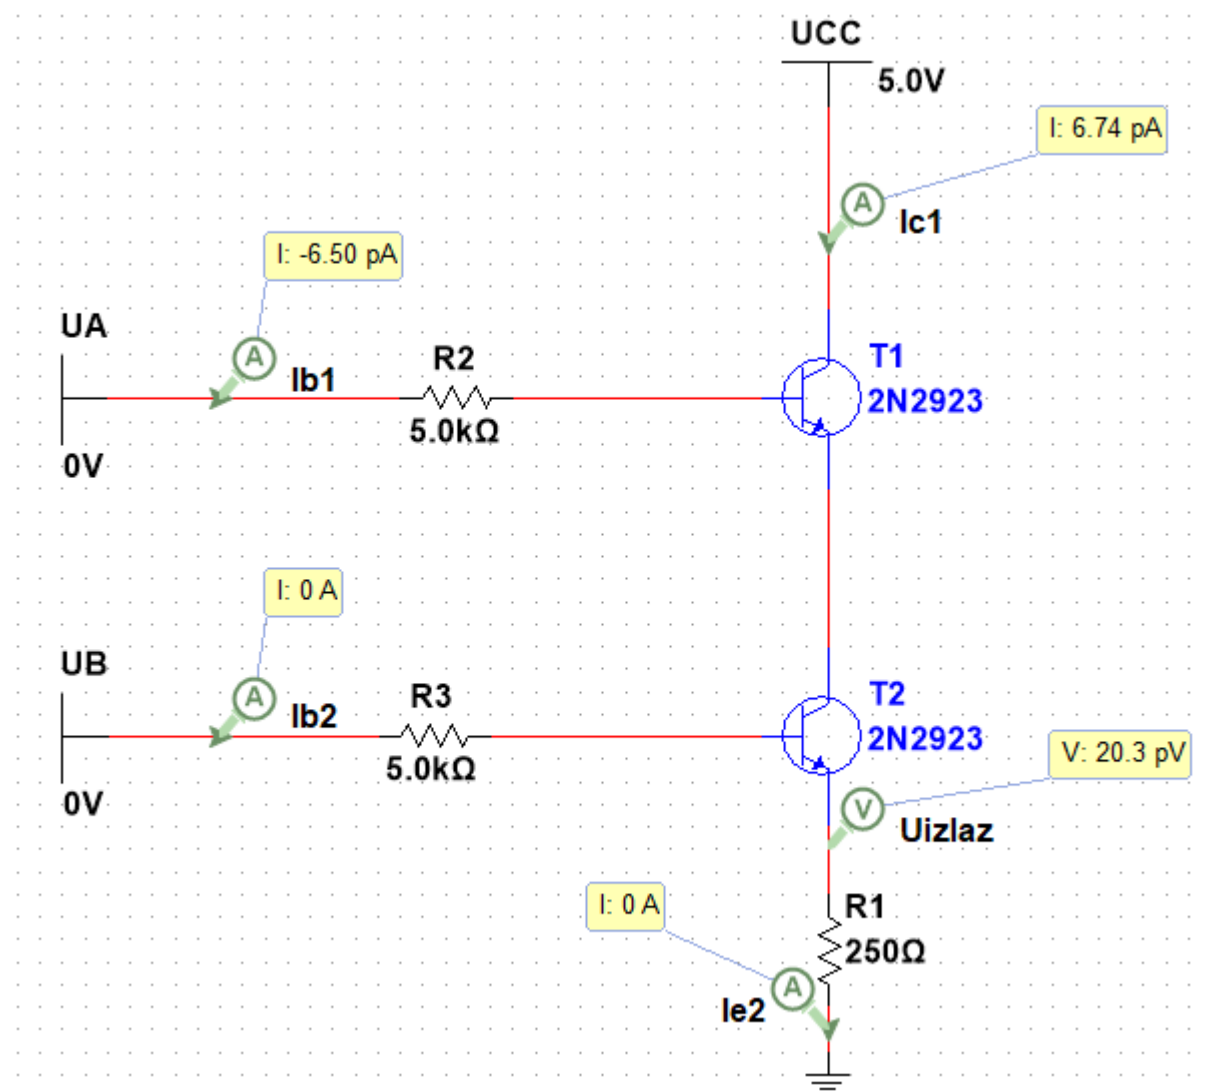 UCC
5.0V
I: 6.74 pA
A
Ic1
I: -6.50 pA
UA
A
Ib1
R2
5.0kΩ
T1
2N2923
0V
I: 0 A
UB
A
Ib2
R3
5.0kΩ
T2
2N2923
0V
V: 20.3 pV
V
Uizlaz
I: 0 A
R1
250Ω
A
Ie2